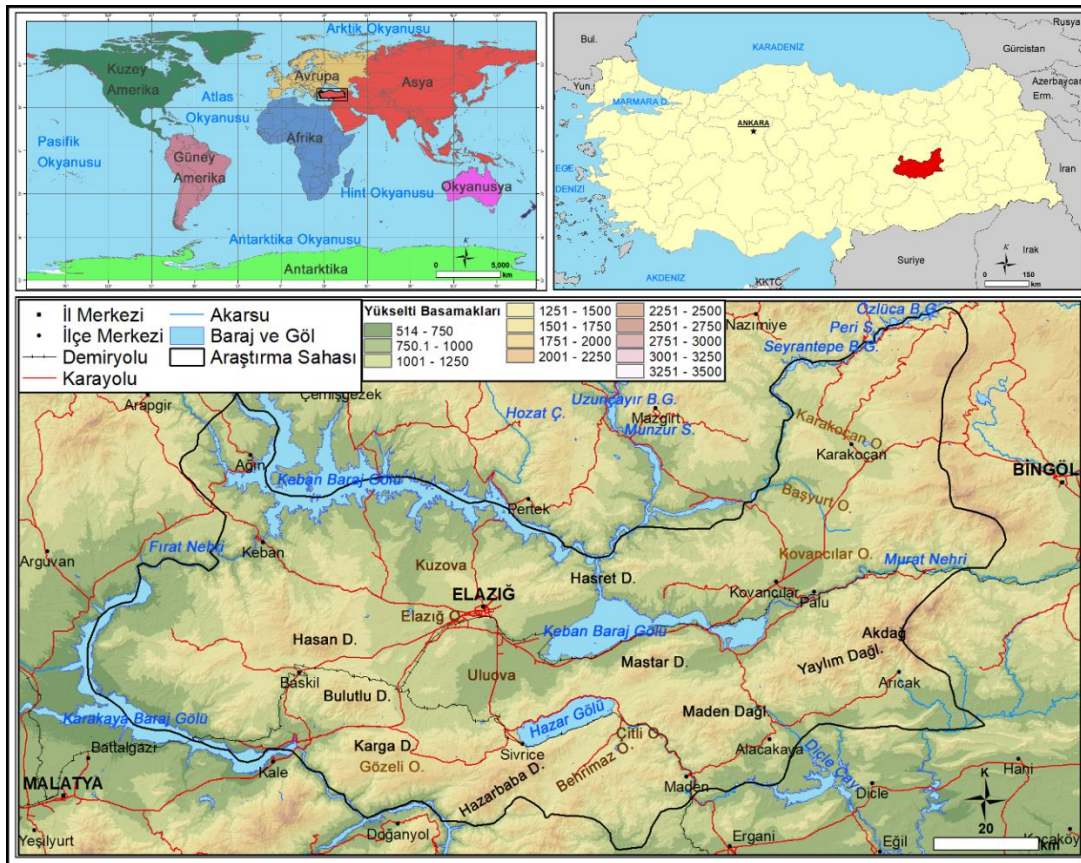 Arktik Okyanusu
Kuzey
Amerika
Avrupa
Asya
Atlas
Okyanusu
Pasifik
Okyanusu
Afrika
Güney
Amerika
Hint Okyanusu
Okyanusya
Antarktika Okyanusu
Antarktika
K
0 5,000
km
Bul.
KARADENİZ
Rusya
Gürcistan
Azerbaycan
Erm.
Yun.
MARMARA D.
ANKARA
EGE
DENİZİ
İran
Irak
Suriye
AKDENİZ
KKTC
K
0 150
km
İl Merkezi
İlçe Merkezi
Demiryolu
Karayolu
Akarsu
Baraj ve Göl
Araştırma Sahası
Yükselti Basamakları
514 - 750
750.1 - 1000
1001 - 1250
1251 - 1500
1501 - 1750
1751 - 2000
2001 - 2250
2251 - 2500
2501 - 2750
2751 - 3000
3001 - 3250
3251 - 3500
Nazımiye
Özlüce B.G.
Peri S.
Seyrantepe B.G.
Arapgir
Çemişgezek
Hozat Ç.
Uzunçayır B.G.
Mazgirt
Munzur S.
Karakoçan O.
Karakoçan
BİNGÖL
Ağın
Keban Baraj Gölü
Pertek
Başyurt O.
Arguvan
Fırat Nehri
Keban
Kuzova
Hasret D.
Kovancılar O.
Murat Nehri
Kovancılar
Palu
ELAZIĞ
Elazığ O.
Hasan D.
Keban Baraj Gölü
Mastar D.
Akdağ
Yaylım Dağl.
Arıcak
Baskil
Bulutlu D.
Uluova
Karakaya Baraj Gölü
Hazar Gölü
Maden Dağl.
Battalgazi
Karga D.
Gözeli O.
Sivrice
Çitli O.
Alacakaya
Kale
Hazarbaba D.
Behrimaz O.
Dicle Çayı
MALATYA
Maden
Dicle
Hani
Yeşilyurt
Doğanyol
Ergani
Eğil
K
20
km